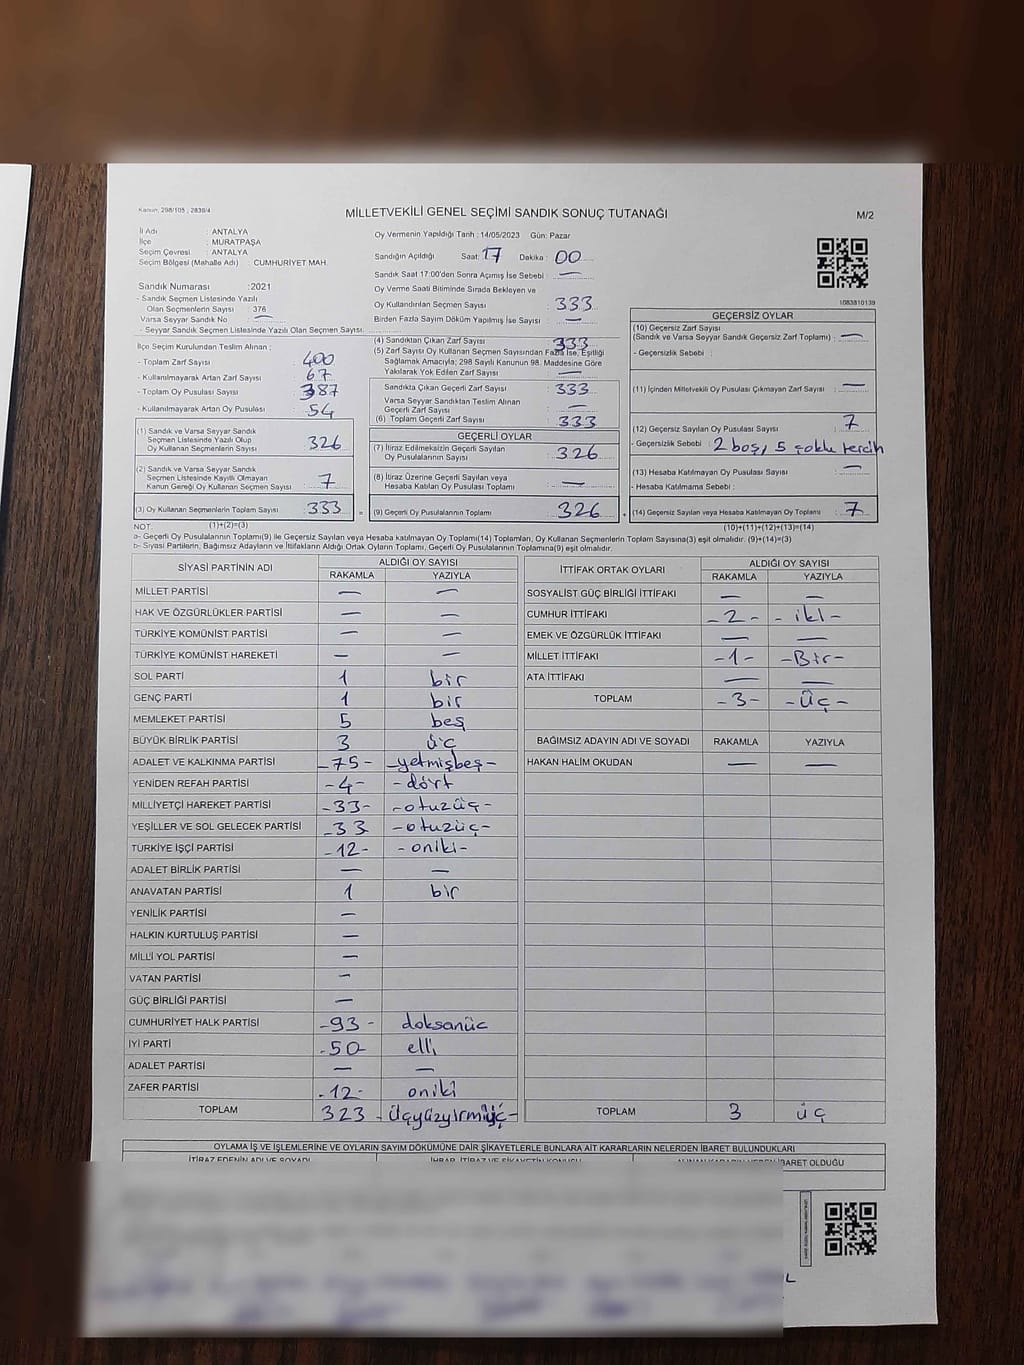 Kanun, 298/105 ; 2839/4
MİLLETVEKİLİ GENEL SEÇİMİ SANDIK SONUÇ TUTANAĞI
M/2
İl Adı : ANTALYA
İlçe : MURATPAŞA
Seçim Çevresi : ANTALYA
Seçim Bölgesi (Mahalle Adı) : CUMHURİYET MAH.
Sandık Numarası :2021
- Sandık Seçmen Listesinde Yazılı
Olan Seçmenlerin Sayısı : 376
Varsa Seyyar Sandık No : —
- Seyyar Sandık Seçmen Listesinde Yazılı Olan Seçmen Sayısı:
Oy Vermenin Yapıldığı Tarih :14/05/2023 Gün: Pazar
Sandığın Açıldığı Saat: 17 Dakika : 00
Sandık Saat 17:00'den Sonra Açılmış İse Sebebi : —
Oy Verme Saati Bitiminde Sırada Bekleyen ve
Oy Kullandırılan Seçmen Sayısı : 333
Birden Fazla Sayım Döküm Yapılmış İse Sayısı : —
1083810139
İlçe Seçim Kurulundan Teslim Alınan ;
- Toplam Zarf Sayısı : 400
- Kullanılmayarak Artan Zarf Sayısı : 67
- Toplam Oy Pusulası Sayısı : 387
- Kullanılmayarak Artan Oy Pusulası : 54
(1) Sandık ve Varsa Seyyar Sandık
Seçmen Listesinde Yazılı Olup
Oy Kullanan Seçmenlerin Sayısı : 326
(2) Sandık ve Varsa Seyyar Sandık
Seçmen Listesinde Kayıtlı Olmayan
Kanun Gereği Oy Kullanan Seçmen Sayısı : 7
(3) Oy Kullanan Seçmenlerin Toplam Sayısı : 333
(4) Sandıktan Çıkan Zarf Sayısı : 333
(5) Zarf Sayısı Oy Kullanan Seçmen Sayısından Fazla İse, Eşitliği
Sağlamak Amacıyla; 298 Sayılı Kanunun 98. Maddesine Göre
Yakılarak Yok Edilen Zarf Sayısı : —
Sandıkta Çıkan Geçerli Zarf Sayısı : 333
Varsa Seyyar Sandıktan Teslim Alınan
Geçerli Zarf Sayısı : —
(6) Toplam Geçerli Zarf Sayısı : 333
GEÇERLİ OYLAR
(7) İtiraz Edilmeksizin Geçerli Sayılan
Oy Pusulalarının Sayısı : 326
(8) İtiraz Üzerine Geçerli Sayılan veya
Hesaba Katılan Oy Pusulası Toplamı : —
(9) Geçerli Oy Pusulalarının Toplamı : 326
GEÇERSİZ OYLAR
(10) Geçersiz Zarf Sayısı
(Sandık ve Varsa Seyyar Sandık Geçersiz Zarf Toplamı) : —
- Geçersizlik Sebebi :
(11) İçinden Milletvekili Oy Pusulası Çıkmayan Zarf Sayısı : —
(12) Geçersiz Sayılan Oy Pusulası Sayısı : 7
- Geçersizlik Sebebi : 2 boş, 5 çoklu tercih
(13) Hesaba Katılmayan Oy Pusulası Sayısı : —
- Hesaba Katılmama Sebebi :
(14) Geçersiz Sayılan veya Hesaba Katılmayan Oy Toplamı : 7
NOT: (1)+(2)=(3)
(10)+(11)+(12)+(13)=(14)
a- Geçerli Oy Pusulalarının Toplamı(9) ile Geçersiz Sayılan veya Hesaba katılmayan Oy Toplamı(14) Toplamları, Oy Kullanan Seçmenlerin Toplam Sayısına(3) eşit olmalıdır. (9)+(14)=(3)
b- Siyasi Partilerin, Bağımsız Adayların ve İttifakların Aldığı Ortak Oyların Toplamı, Geçerli Oy Pusulalarının Toplamına(9) eşit olmalıdır.
SİYASİ PARTİNİN ADI ALDIĞI OY SAYISI
RAKAMLA YAZIYLA
MİLLET PARTİSİ — —
HAK VE ÖZGÜRLÜKLER PARTİSİ — —
TÜRKİYE KOMÜNİST PARTİSİ — —
TÜRKİYE KOMÜNİST HAREKETİ — —
SOL PARTİ 1 bir
GENÇ PARTİ 1 bir
MEMLEKET PARTİSİ 5 beş
BÜYÜK BİRLİK PARTİSİ 3 üç
ADALET VE KALKINMA PARTİSİ -75- -yetmişbeş-
YENİDEN REFAH PARTİSİ -4- -dört
MİLLİYETÇİ HAREKET PARTİSİ -33- -otuzüç-
YEŞİLLER VE SOL GELECEK PARTİSİ -33 -otuzüç-
TÜRKİYE İŞÇİ PARTİSİ -12- -oniki-
ADALET BİRLİK PARTİSİ — —
ANAVATAN PARTİSİ 1 bir
YENİLİK PARTİSİ —
HALKIN KURTULUŞ PARTİSİ —
MİLLİ YOL PARTİSİ —
VATAN PARTİSİ —
GÜÇ BİRLİĞİ PARTİSİ —
CUMHURİYET HALK PARTİSİ -93- doksanüç
İYİ PARTİ -50- elli
ADALET PARTİSİ — —
ZAFER PARTİSİ -12- oniki
TOPLAM 323 -üçyüzyirmiüç-
İTTİFAK ORTAK OYLARI ALDIĞI OY SAYISI
RAKAMLA YAZIYLA
SOSYALİST GÜÇ BİRLİĞİ İTTİFAKI — —
CUMHUR İTTİFAKI -2- -iki-
EMEK VE ÖZGÜRLÜK İTTİFAKI — —
MİLLET İTTİFAKI -1- -Bir-
ATA İTTİFAKI — —
TOPLAM -3- -Üç-
BAĞIMSIZ ADAYIN ADI VE SOYADI RAKAMLA YAZIYLA
HAKAN HALİM OKUDAN — —
TOPLAM 3 üç
OYLAMA İŞ VE İŞLEMLERİNE VE OYLARIN SAYIM DÖKÜMÜNE DAİR ŞİKAYETLERLE BUNLARA AİT KARARLARIN NELERDEN İBARET BULUNDUKLARI
İTİRAZ EDENİN ADI VE SOYADI İHBAR, İTİRAZ VE ŞİKAYETİN KONUSU ALINAN KARARIN NEDEN İBARET OLDUĞU